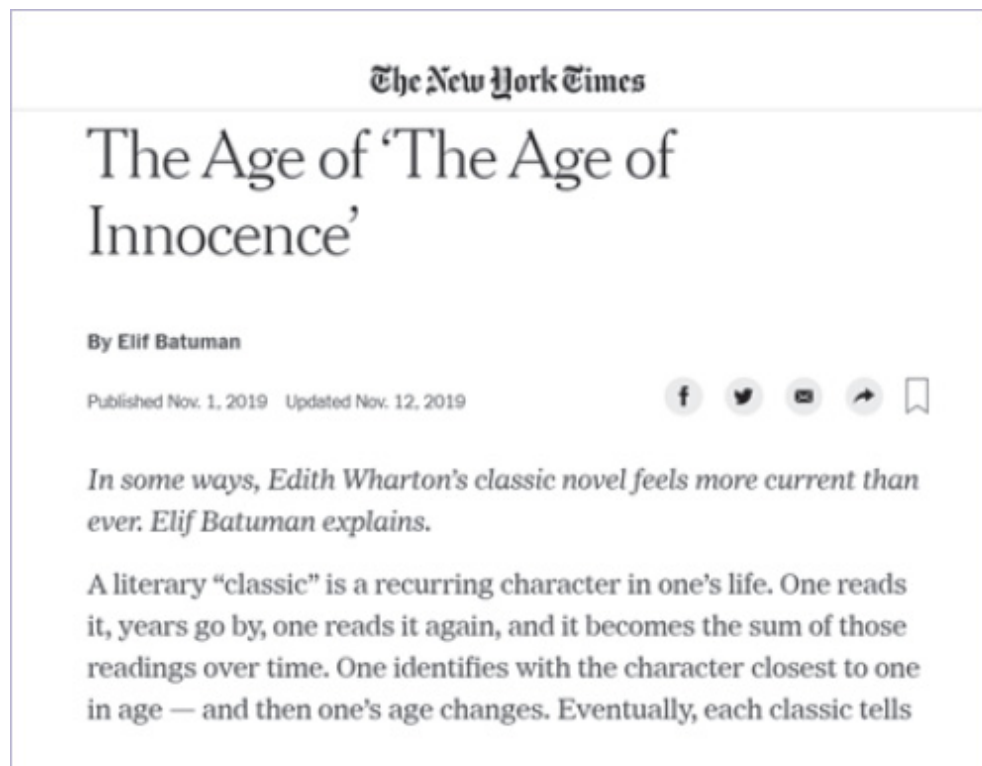 The New York Times
The Age of ‘The Age of
Innocence’
By Elif Batuman
Published Nov. 1, 2019 Updated Nov. 12, 2019
In some ways, Edith Wharton’s classic novel feels more current than
ever. Elif Batuman explains.
A literary “classic” is a recurring character in one’s life. One reads
it, years go by, one reads it again, and it becomes the sum of those
readings over time. One identifies with the character closest to one
in age — and then one’s age changes. Eventually, each classic tells